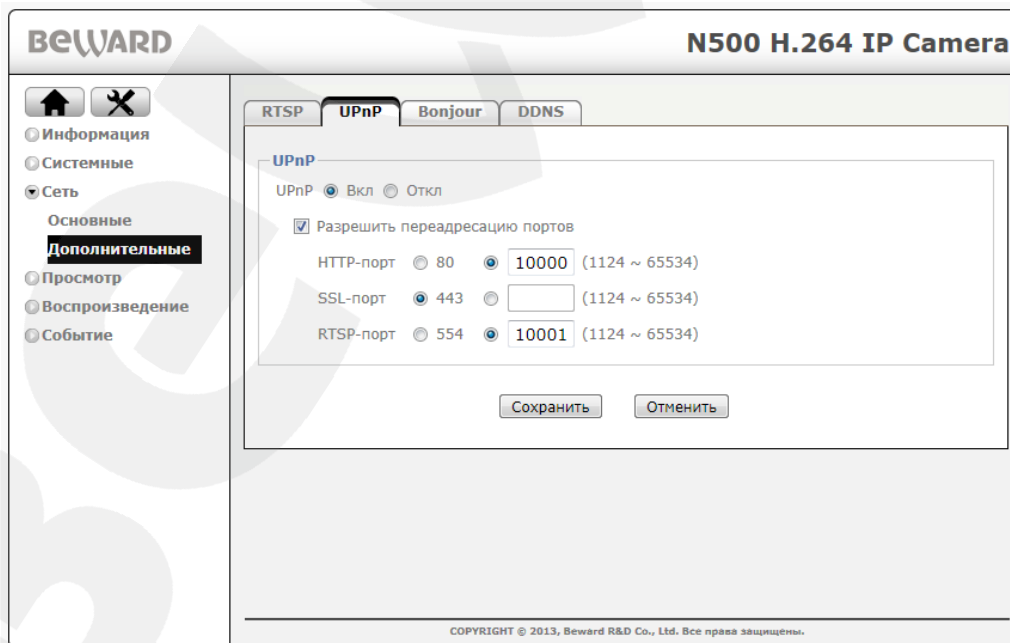 BEWARD
N500 H.264 IP Camera
Информация
Системные
Сеть
Основные
Дополнительные
Просмотр
Воспроизведение
Событие
RTSP UPnP Bonjour DDNS
UPnP
UPnP Вкл Откл
Разрешить переадресацию портов
HTTP-порт 80 10000 (1124 ~ 65534)
SSL-порт 443 (1124 ~ 65534)
RTSP-порт 554 10001 (1124 ~ 65534)
Сохранить Отменить
COPYRIGHT © 2013, Beward R&D Co., Ltd. Все права защищены.